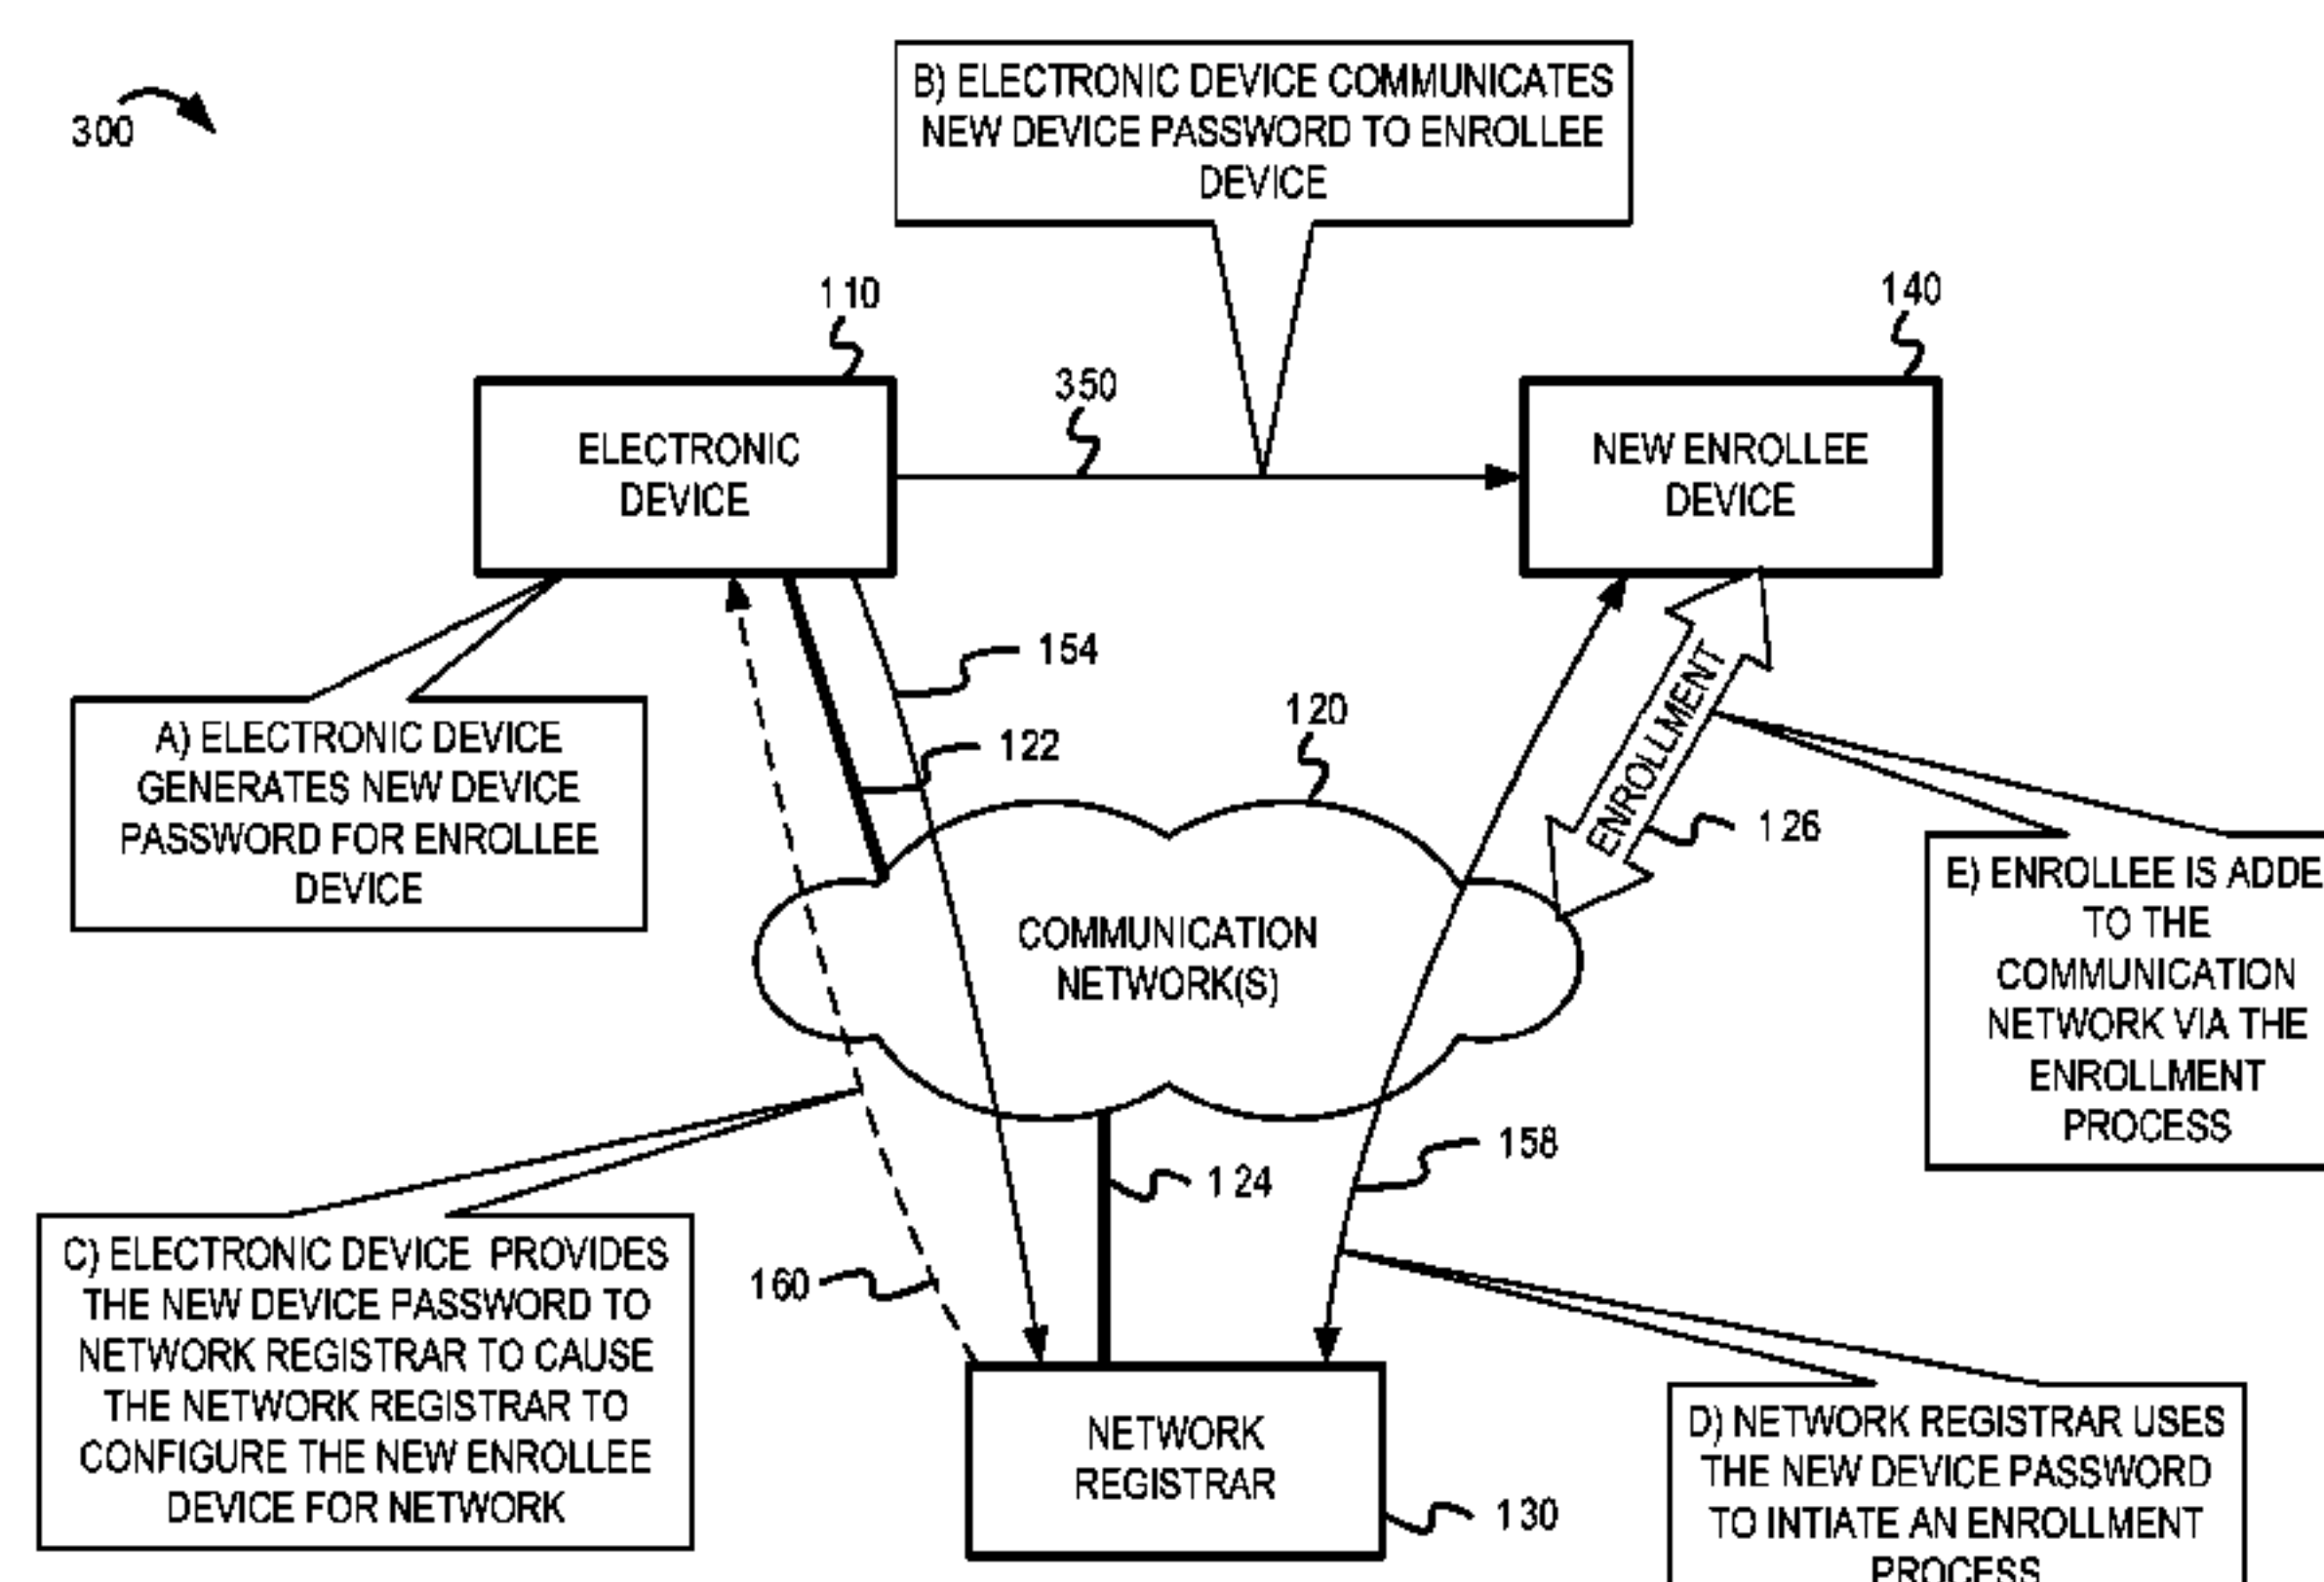 300
B) ELECTRONIC DEVICE COMMUNICATES
NEW DEVICE PASSWORD TO ENROLLEE
DEVICE
110
140
350
ELECTRONIC
DEVICE
NEW ENROLLEE
DEVICE
154
122
120
ENROLLMENT
126
A) ELECTRONIC DEVICE
GENERATES NEW DEVICE
PASSWORD FOR ENROLLEE
DEVICE
COMMUNICATION
NETWORK(S)
E) ENROLLEE IS ADDE
TO THE
COMMUNICATION
NETWORK VIA THE
ENROLLMENT
PROCESS
158
124
160
C) ELECTRONIC DEVICE PROVIDES
THE NEW DEVICE PASSWORD TO
NETWORK REGISTRAR TO CAUSE
THE NETWORK REGISTRAR TO
CONFIGURE THE NEW ENROLLEE
DEVICE FOR NETWORK
NETWORK
REGISTRAR
130
D) NETWORK REGISTRAR USES
THE NEW DEVICE PASSWORD
TO INTIATE AN ENROLLMENT
PROCESS